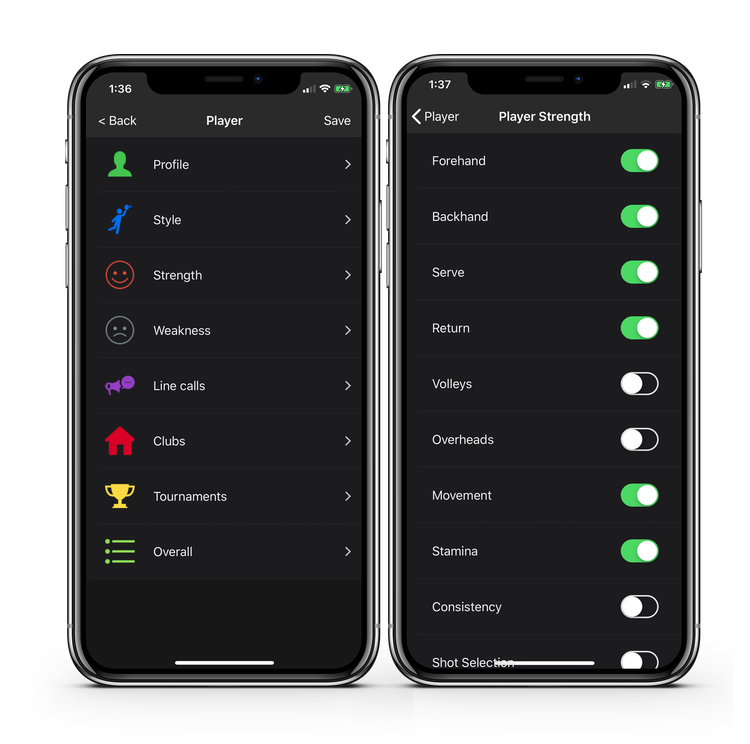 1:36
< Back Player Save
Profile
Style
Strength
Weakness
Line calls
Clubs
Tournaments
Overall
1:37
Player Player Strength
Forehand
Backhand
Serve
Return
Volleys
Overheads
Movement
Stamina
Consistency
Shot Selection